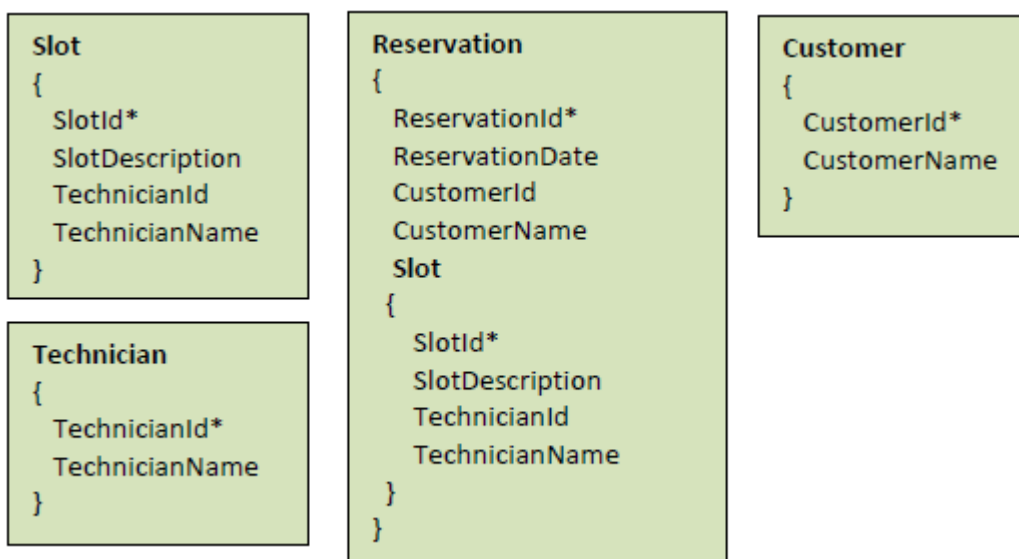 Slot
{
SlotId*
SlotDescription
TechnicianId
TechnicianName
}
Technician
{
TechnicianId*
TechnicianName
}
Reservation
{
ReservationId*
ReservationDate
CustomerId
CustomerName
Slot
{
SlotId*
SlotDescription
TechnicianId
TechnicianName
}
}
Customer
{
CustomerId*
CustomerName
}